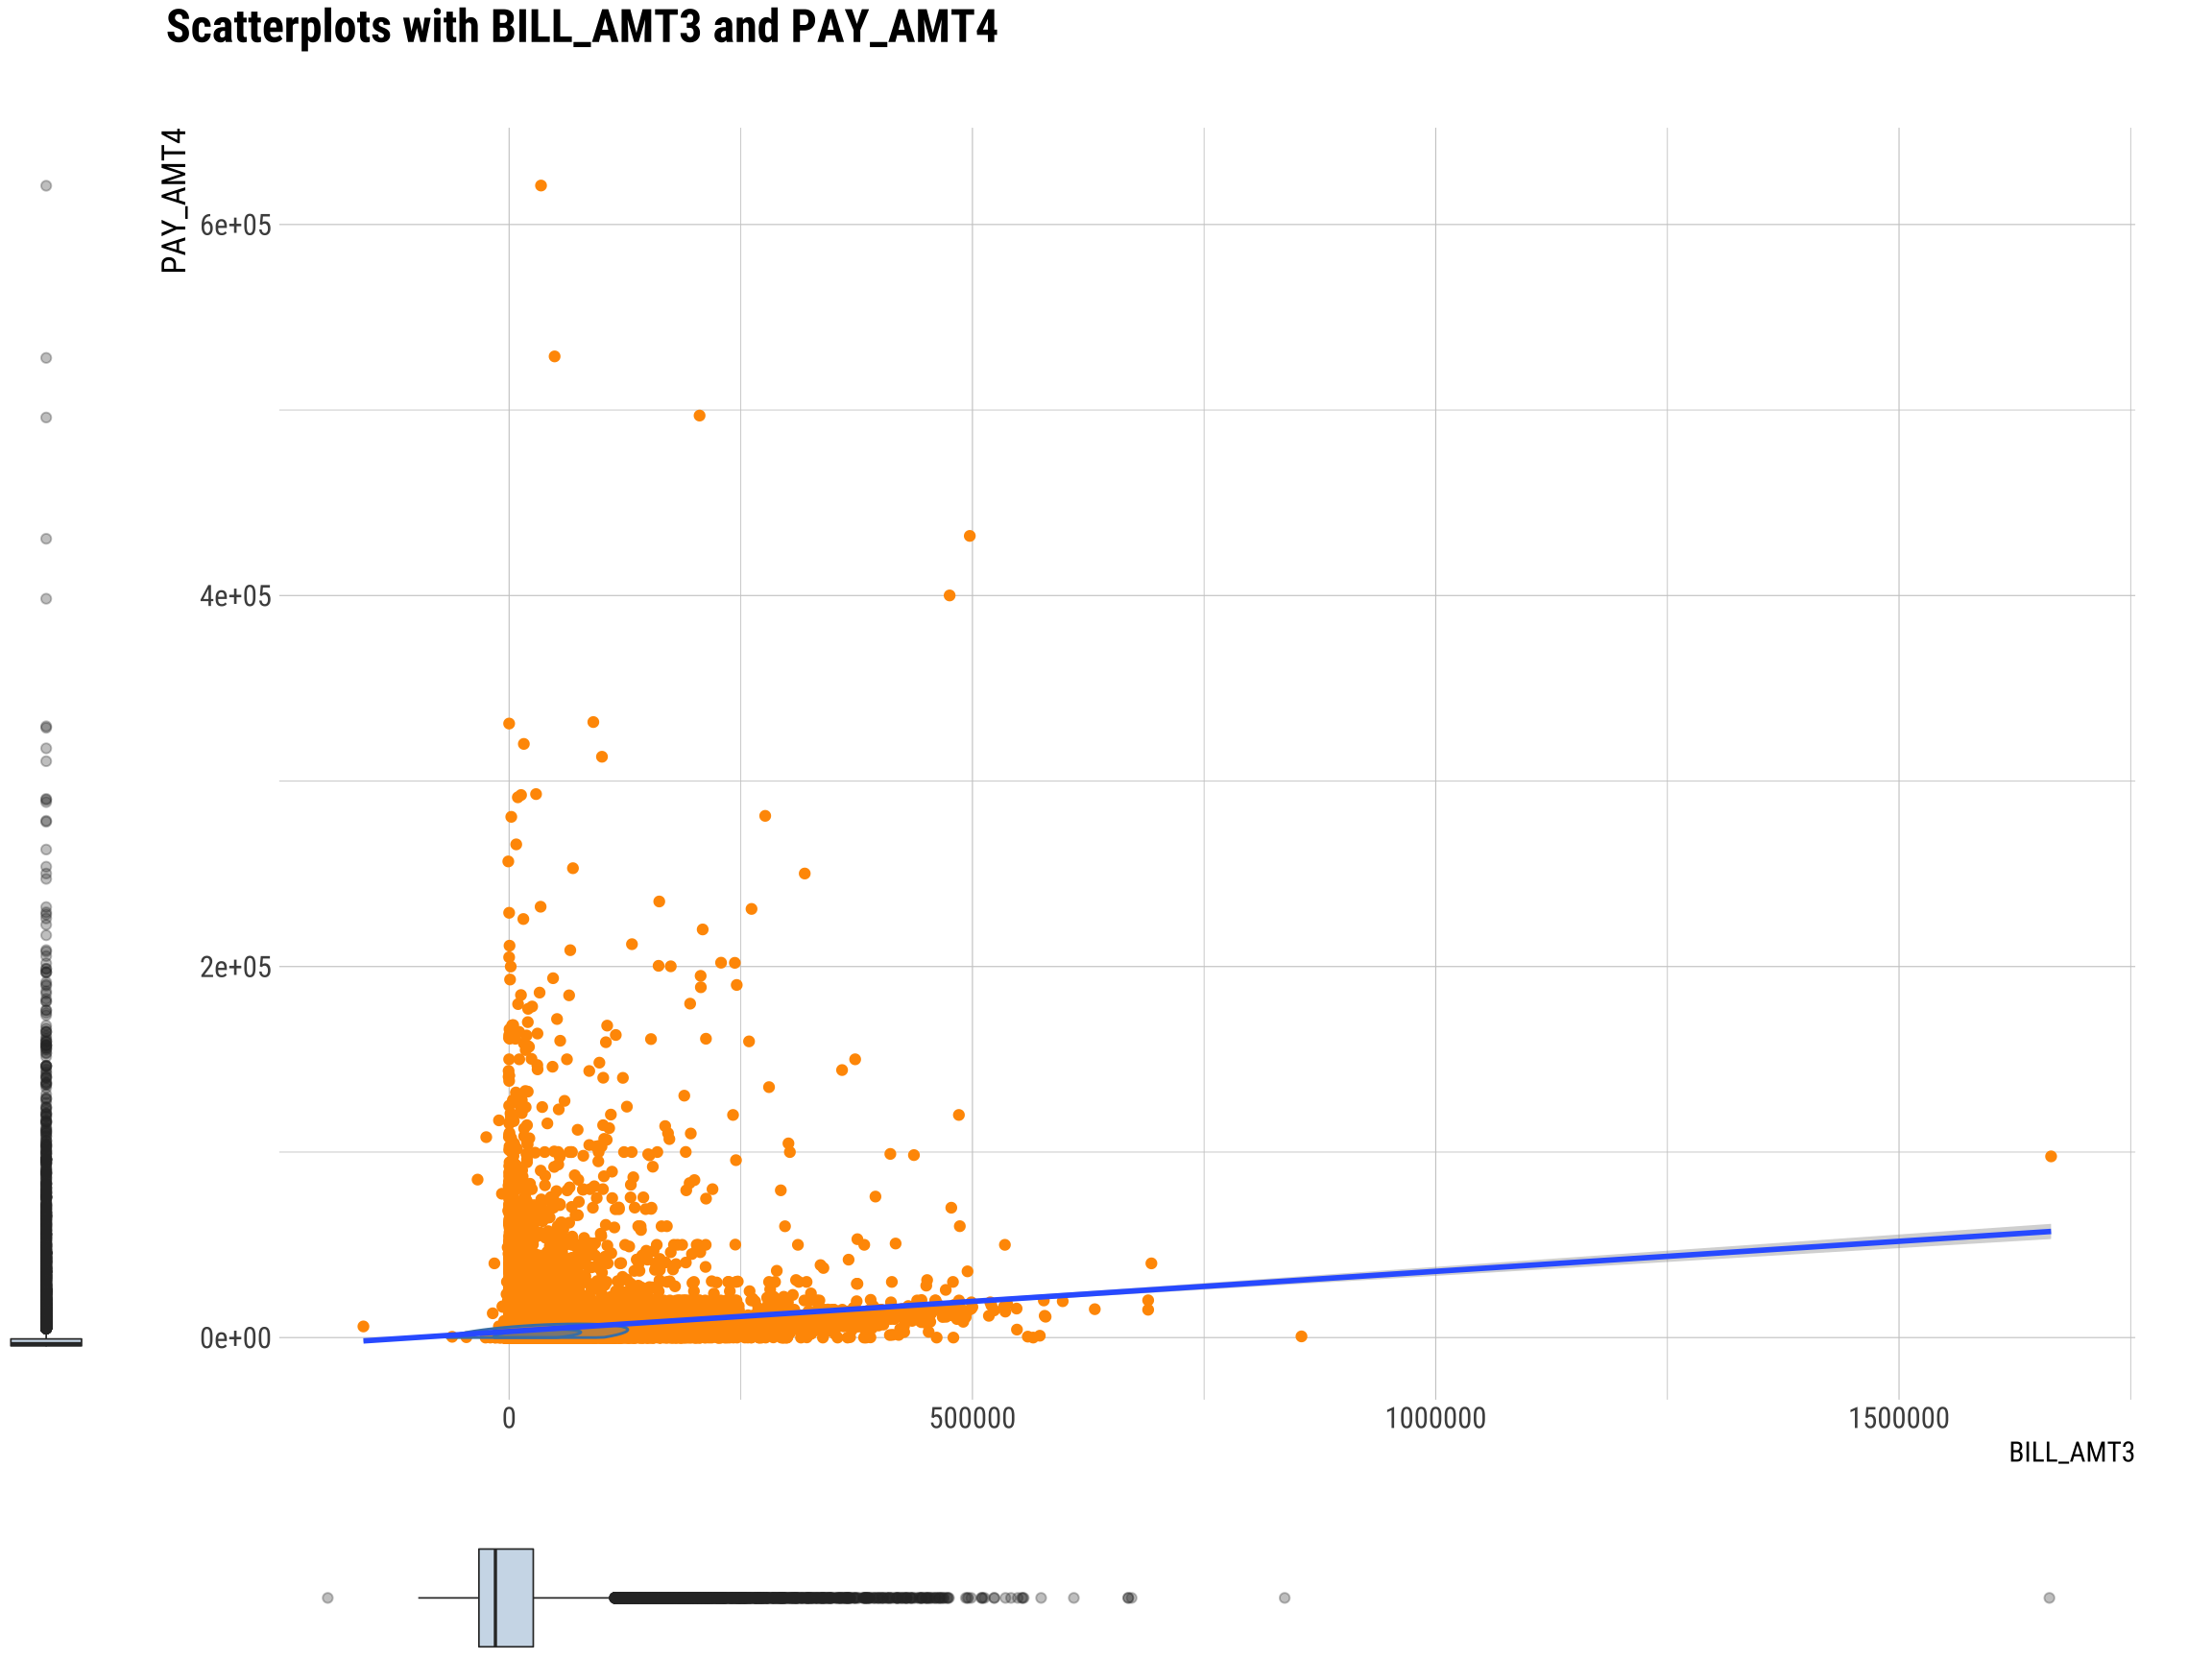 Scatterplots with BILL_AMT3 and PAY_AMT4
PAY_AMT4
6e+05
4e+05
2e+05
0e+00
0 500000 1000000 1500000
BILL_AMT3